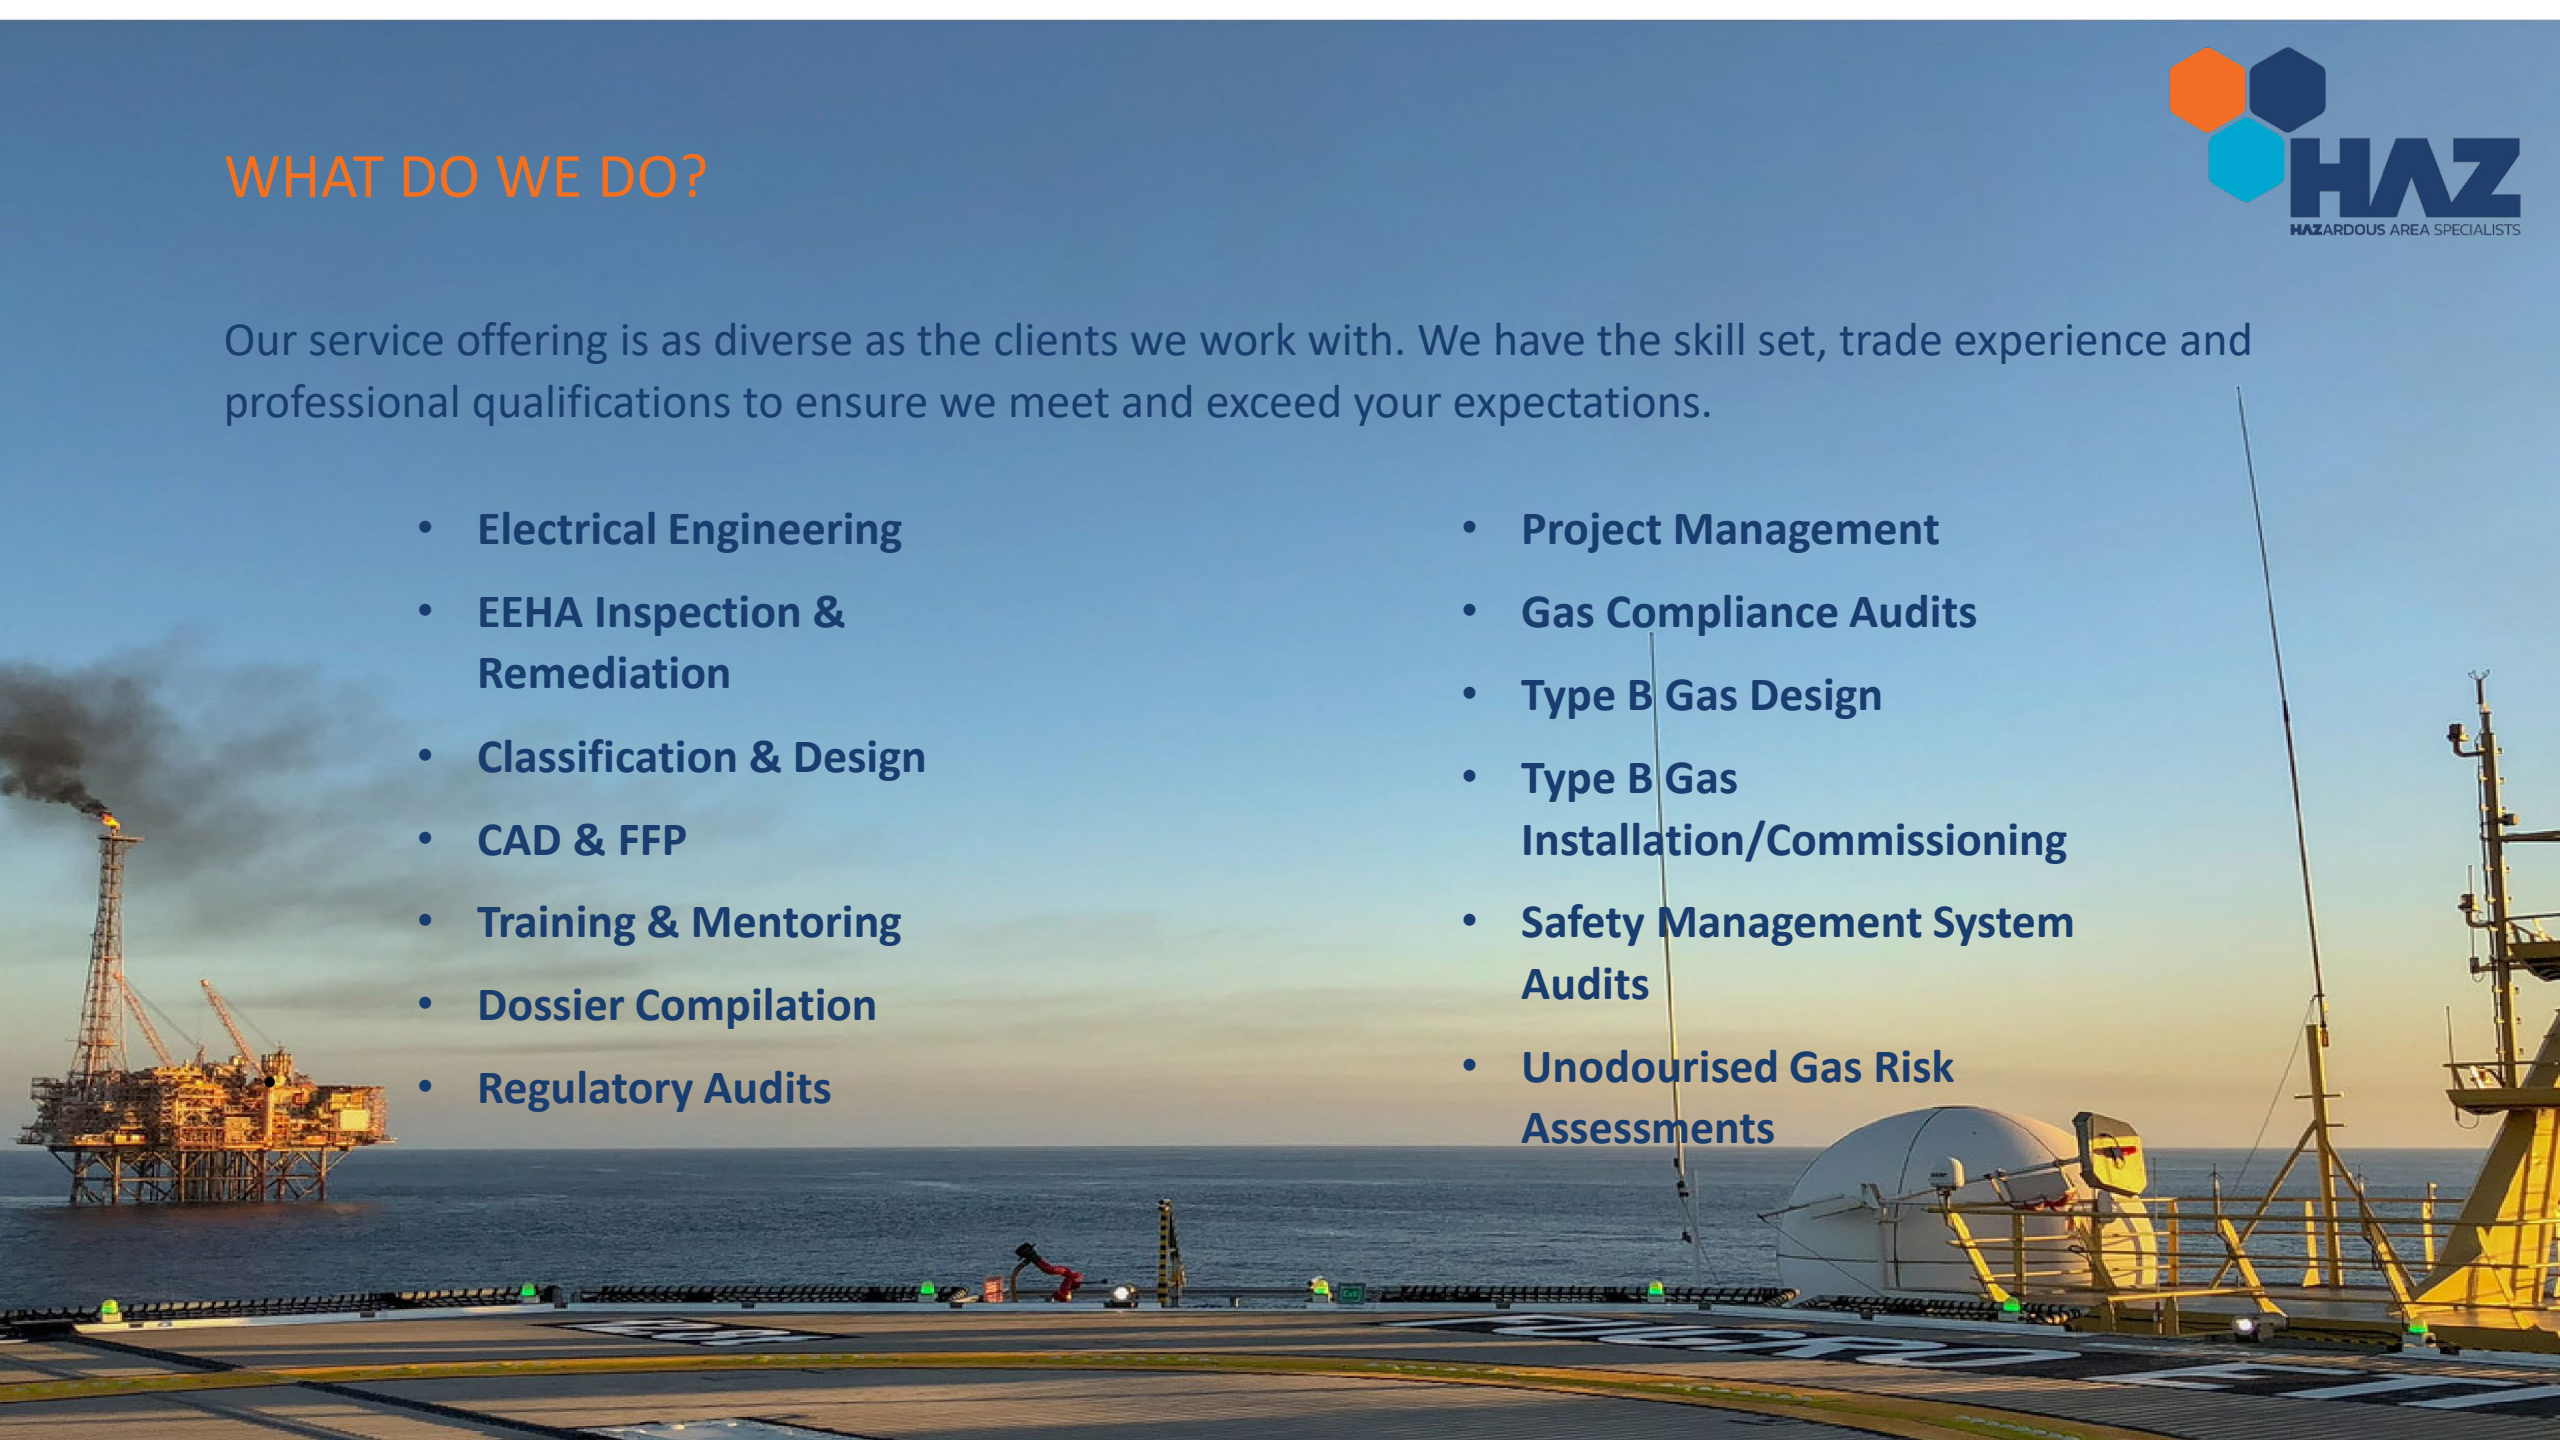 HAZ
HAZARDOUS AREA SPECIALISTS
WHAT DO WE DO?
Our service offering is as diverse as the clients we work with. We have the skill set, trade experience and
professional qualifications to ensure we meet and exceed your expectations.
• Electrical Engineering
• EEHA Inspection &
Remediation
• Classification & Design
• CAD & FFP
• Training & Mentoring
• Dossier Compilation
• Regulatory Audits
• Project Management
• Gas Compliance Audits
• Type B Gas Design
• Type B Gas
Installation/Commissioning
• Safety Management System
Audits
• Unodourised Gas Risk
Assessments